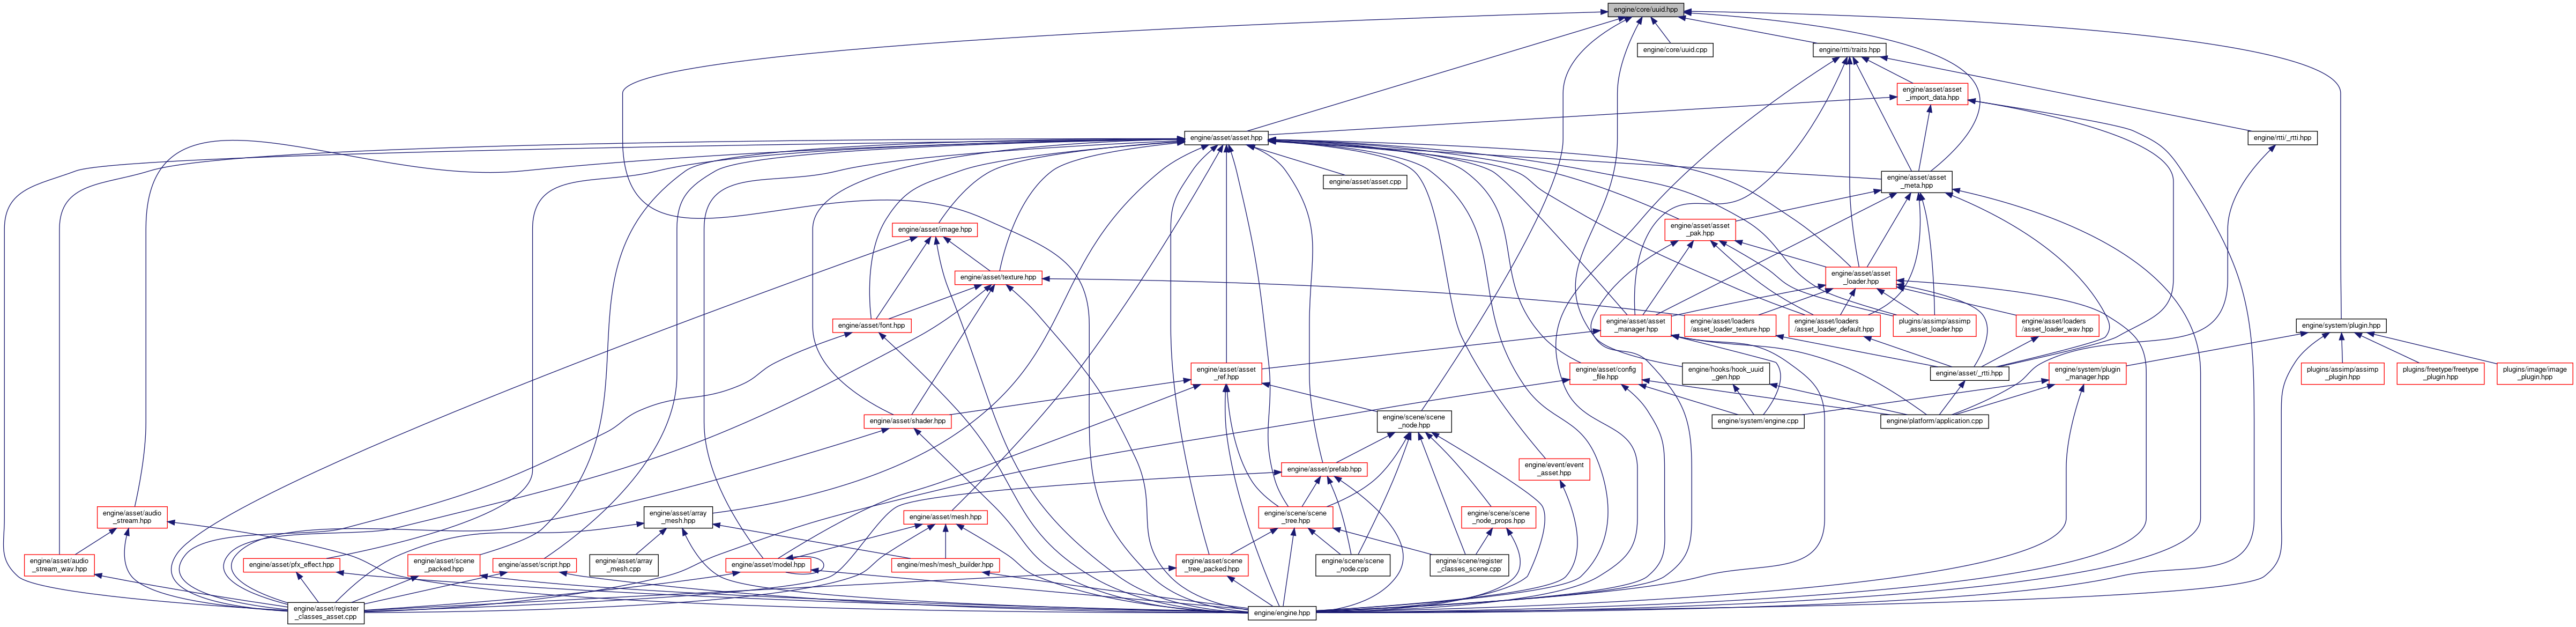 engine/core/uuid.hpp
engine/core/uuid.cpp
engine/rtti/traits.hpp
engine/asset/asset
_import_data.hpp
engine/asset/asset.hpp
engine/rtti/_rtti.hpp
engine/asset/asset.cpp
engine/asset/asset
_meta.hpp
engine/asset/image.hpp
engine/asset/asset
_pak.hpp
engine/asset/texture.hpp
engine/asset/asset
_loader.hpp
engine/asset/font.hpp
engine/asset/asset
_manager.hpp
engine/asset/loaders
/asset_loader_texture.hpp
engine/asset/loaders
/asset_loader_default.hpp
plugins/assimp/assimp
_asset_loader.hpp
engine/asset/loaders
/asset_loader_wav.hpp
engine/system/plugin.hpp
engine/asset/asset
_ref.hpp
engine/asset/config
_file.hpp
engine/hooks/hook_uuid
_gen.hpp
engine/asset/_rtti.hpp
engine/system/plugin
_manager.hpp
plugins/assimp/assimp
_plugin.hpp
plugins/freetype/freetype
_plugin.hpp
plugins/image/image
_plugin.hpp
engine/asset/shader.hpp
engine/scene/scene
_node.hpp
engine/system/engine.cpp
engine/platform/application.cpp
engine/asset/prefab.hpp
engine/event/event
_asset.hpp
engine/asset/audio
_stream.hpp
engine/asset/array
_mesh.hpp
engine/asset/mesh.hpp
engine/scene/scene
_tree.hpp
engine/scene/scene
_node_props.hpp
engine/asset/audio
_stream_wav.hpp
engine/asset/pfx_effect.hpp
engine/asset/scene
_packed.hpp
engine/asset/script.hpp
engine/asset/array
_mesh.cpp
engine/asset/model.hpp
engine/mesh/mesh_builder.hpp
engine/asset/scene
_tree_packed.hpp
engine/scene/scene
_node.cpp
engine/scene/register
_classes_scene.cpp
engine/asset/register
_classes_asset.cpp
engine/engine.hpp